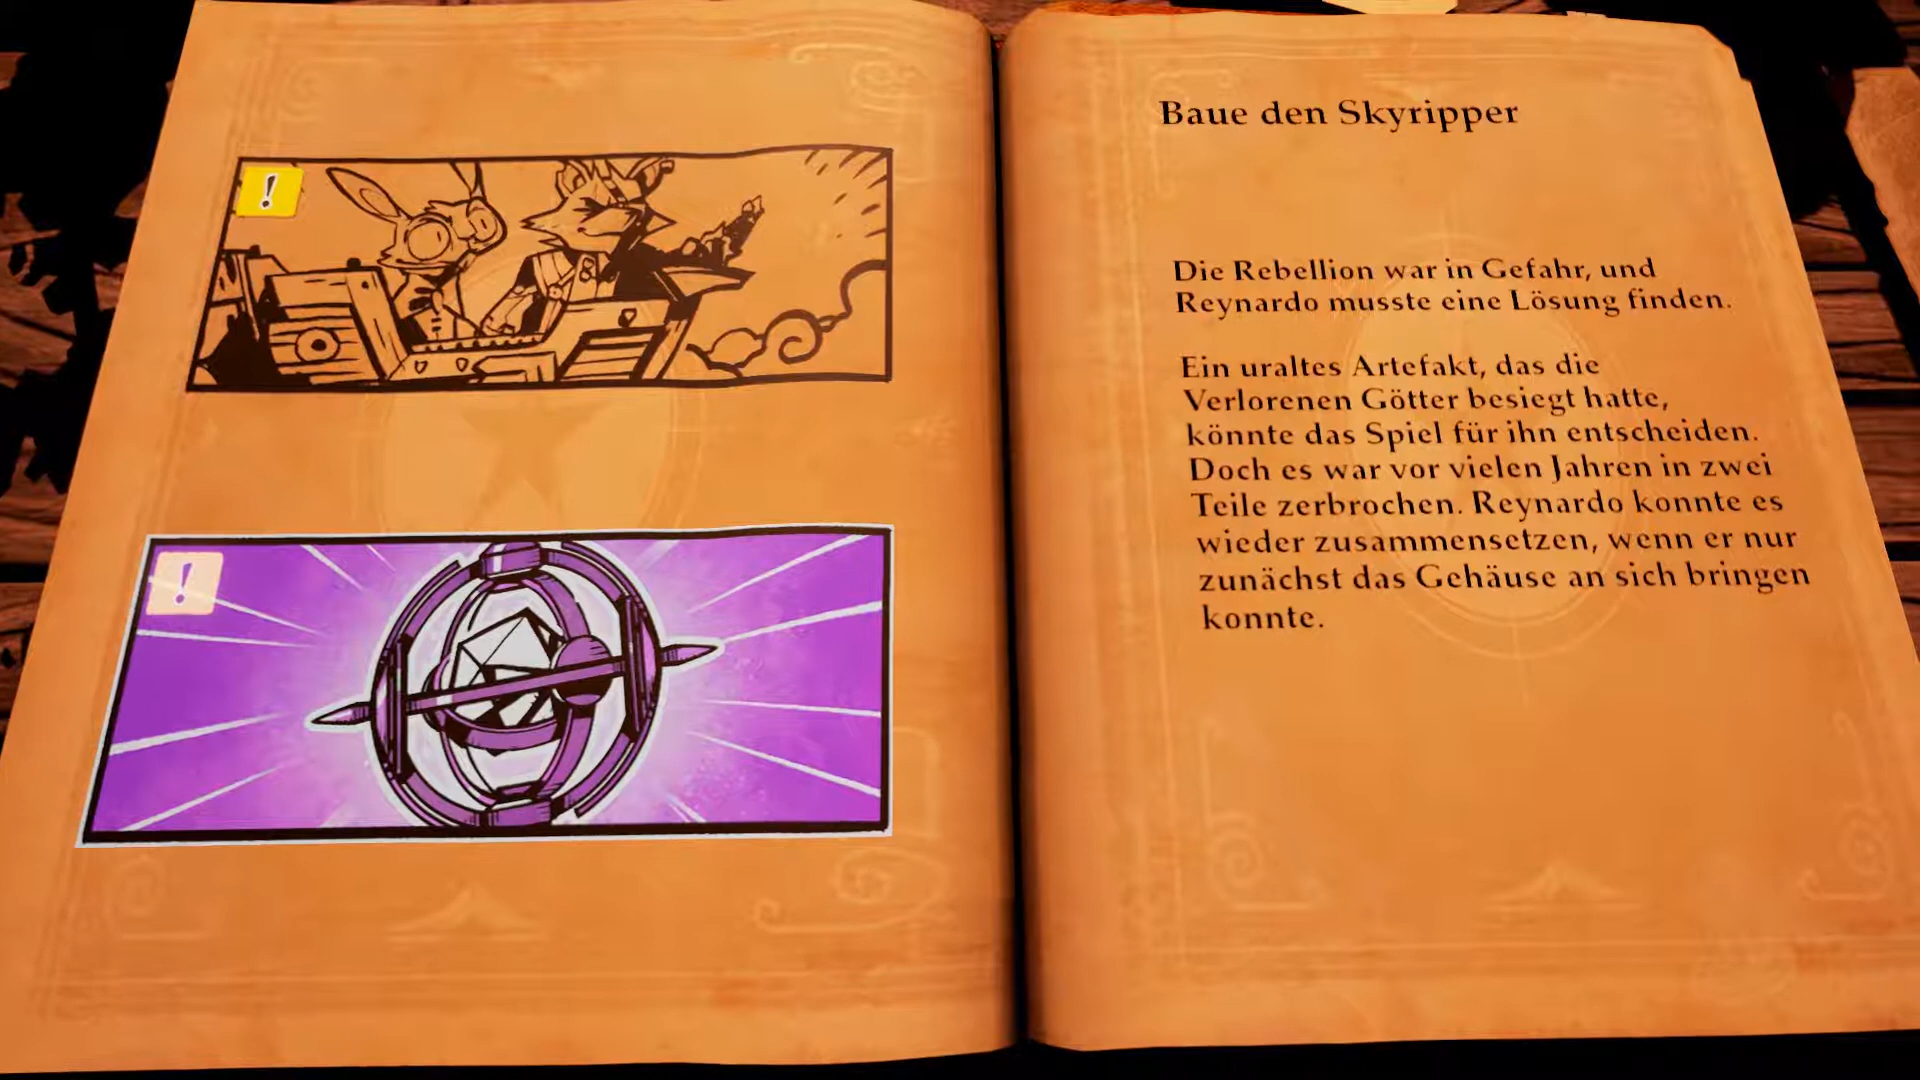 !
!
Baue den Skyripper
Die Rebellion war in Gefahr, und
Reynardo musste eine Lösung finden.
Ein uraltes Artefakt, das die
Verlorenen Götter besiegt hatte,
könnte das Spiel für ihn entscheiden.
Doch es war vor vielen Jahren in zwei
Teile zerbrochen. Reynardo konnte es
wieder zusammensetzen, wenn er nur
zunächst das Gehäuse an sich bringen
konnte.